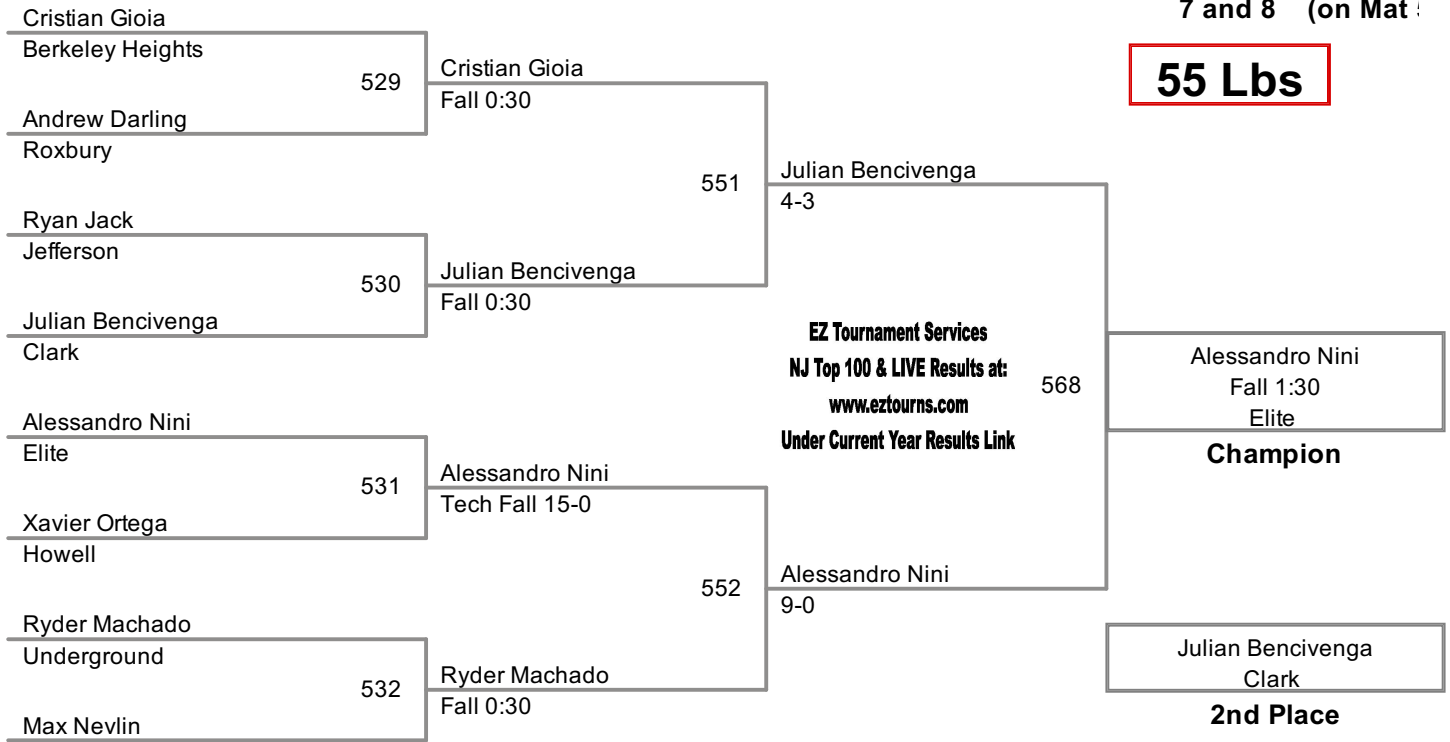 7 and 8 (on Mat
55 Lbs
Cristian Gioia
Berkeley Heights
529
Andrew Darling
Roxbury
Cristian Gioia
Fall 0:30
Ryan Jack
Jefferson
530
Julian Bencivenga
Clark
Julian Bencivenga
Fall 0:30
551
Julian Bencivenga
4-3
Alessandro Nini
Elite
531
Xavier Ortega
Howell
Alessandro Nini
Tech Fall 15-0
Ryder Machado
Underground
532
Max Nevlin
Ryder Machado
Fall 0:30
552
Alessandro Nini
9-0
EZ Tournament Services
NJ Top 100 & LIVE Results at:
www.eztourns.com
Under Current Year Results Link
568
Alessandro Nini
Fall 1:30
Elite
Champion
Julian Bencivenga
Clark
2nd Place